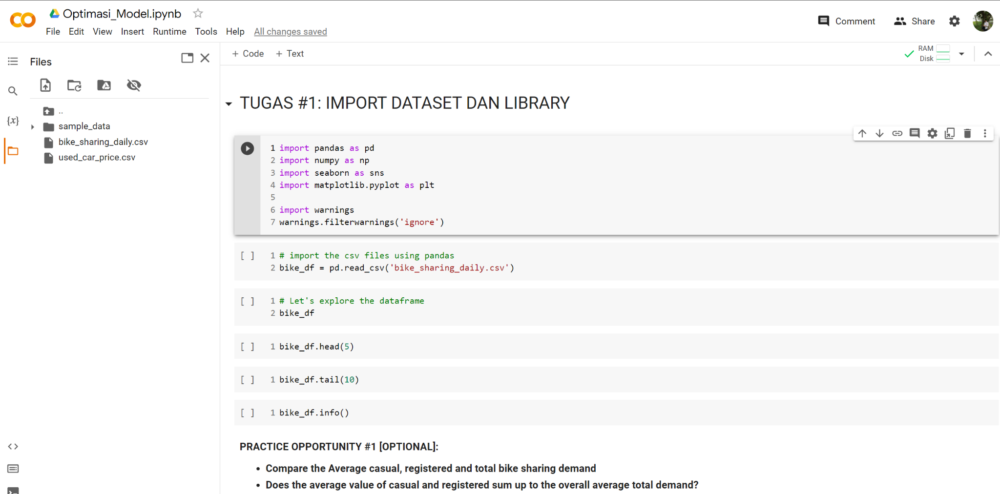 Optimasi_Model.ipynb
File Edit View Insert Runtime Tools Help All changes saved
Comment Share
Files
+ Code + Text
RAM
Disk
..
sample_data
bike_sharing_daily.csv
used_car_price.csv
{x}
TUGAS #1: IMPORT DATASET DAN LIBRARY
1 import pandas as pd
2 import numpy as np
3 import seaborn as sns
4 import matplotlib.pyplot as plt
5
6 import warnings
7 warnings.filterwarnings('ignore')
[ ] 1 # import the csv files using pandas
2 bike_df = pd.read_csv('bike_sharing_daily.csv')
[ ] 1 # Let's explore the dataframe
2 bike_df
[ ] 1 bike_df.head(5)
[ ] 1 bike_df.tail(10)
[ ] 1 bike_df.info()
PRACTICE OPPORTUNITY #1 [OPTIONAL]:
• Compare the Average casual, registered and total bike sharing demand
• Does the average value of casual and registered sum up to the overall average total demand?